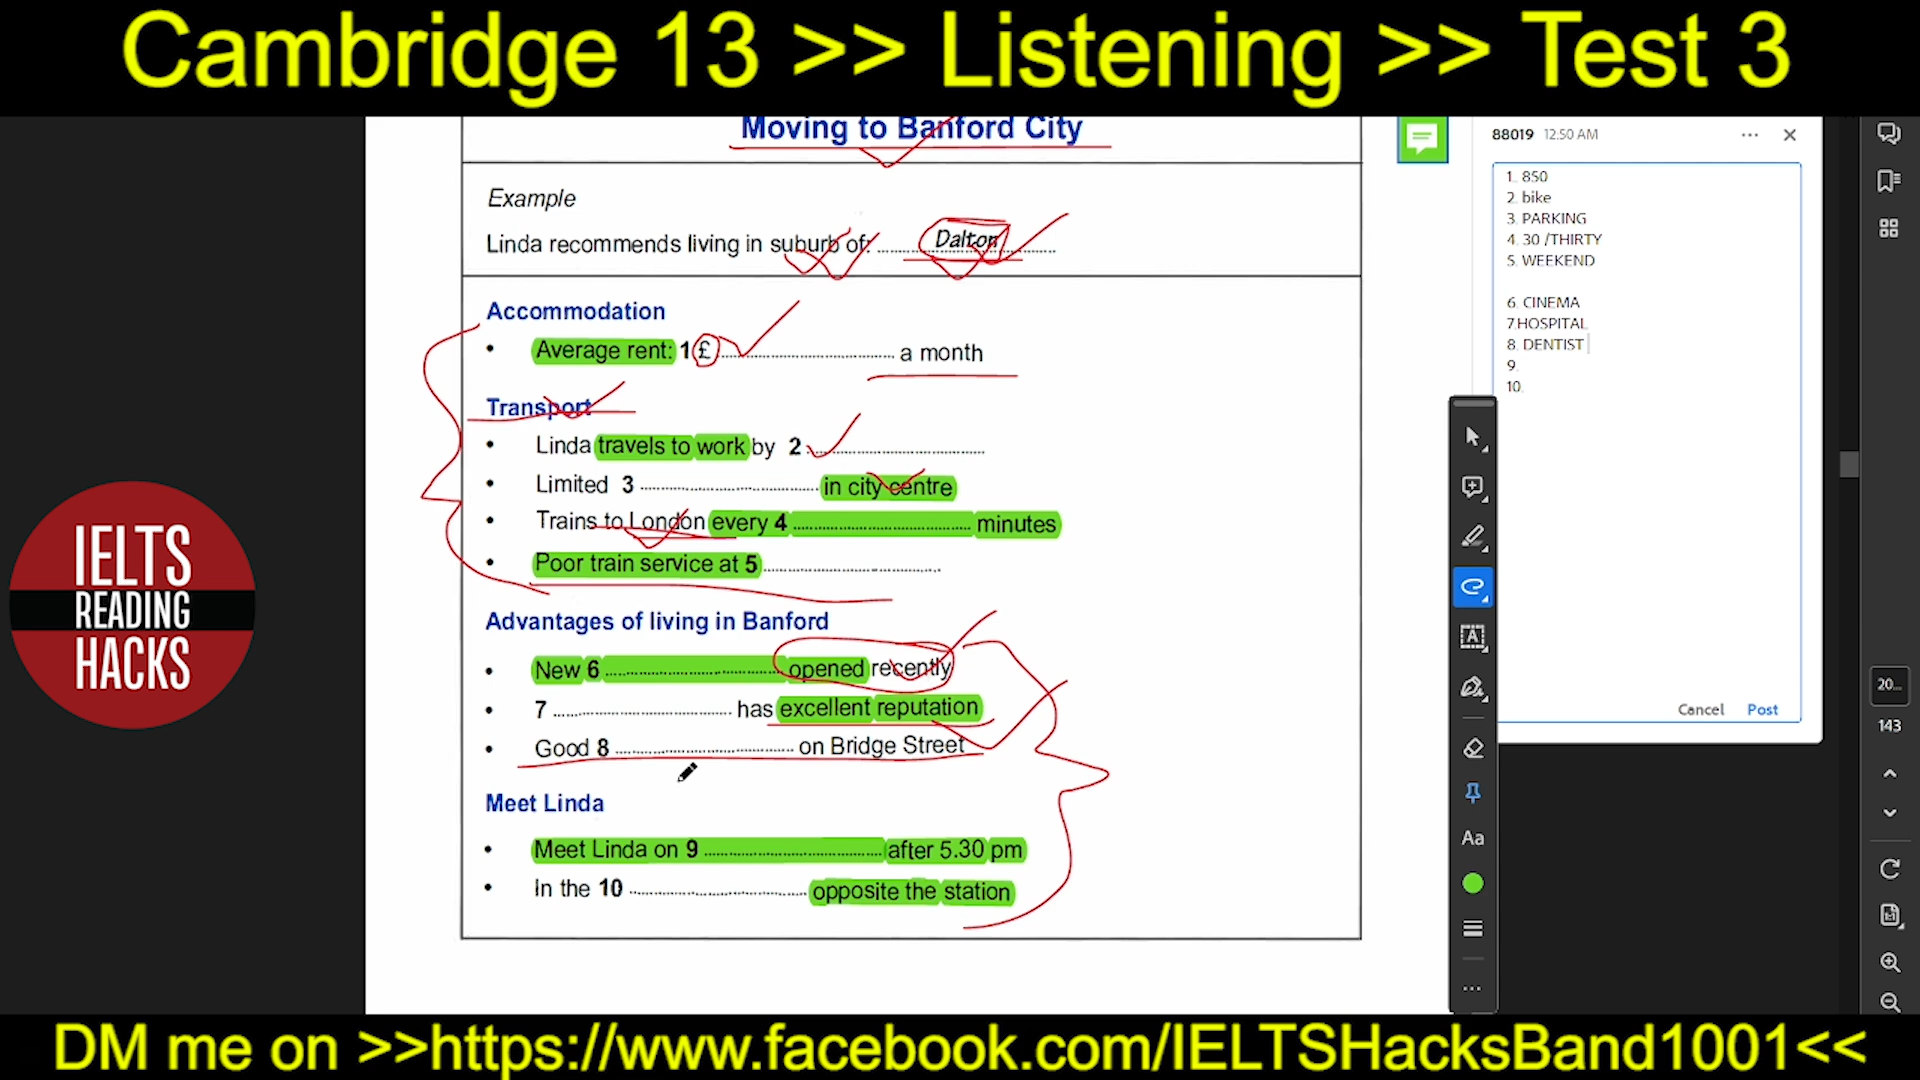 Cambridge 13 >> Listening >> Test 3
Moving to Banford City
Example
Linda recommends living in suburb of: Dalton
Accommodation
• Average rent: 1 £ .................... a month
Transport
• Linda travels to work by 2 ....................
• Limited 3 .................... in city centre
• Trains to London every 4 .................... minutes
• Poor train service at 5 ....................
Advantages of living in Banford
• New 6 .................... opened recently
• 7 .................... has excellent reputation
• Good 8 .................... on Bridge Street
Meet Linda
• Meet Linda on 9 .................... after 5.30 pm
• In the 10 .................... opposite the station
88019 12:50 AM
1. 850
2. bike
3. PARKING
4. 30 /THIRTY
5. WEEKEND
6. CINEMA
7.HOSPITAL
8. DENTIST
9.
10.
Cancel Post
IELTS
READING
HACKS
A
Aa
20...
143
1:1
DM me on >>https://www.facebook.com/IELTSHacksBand1001<<